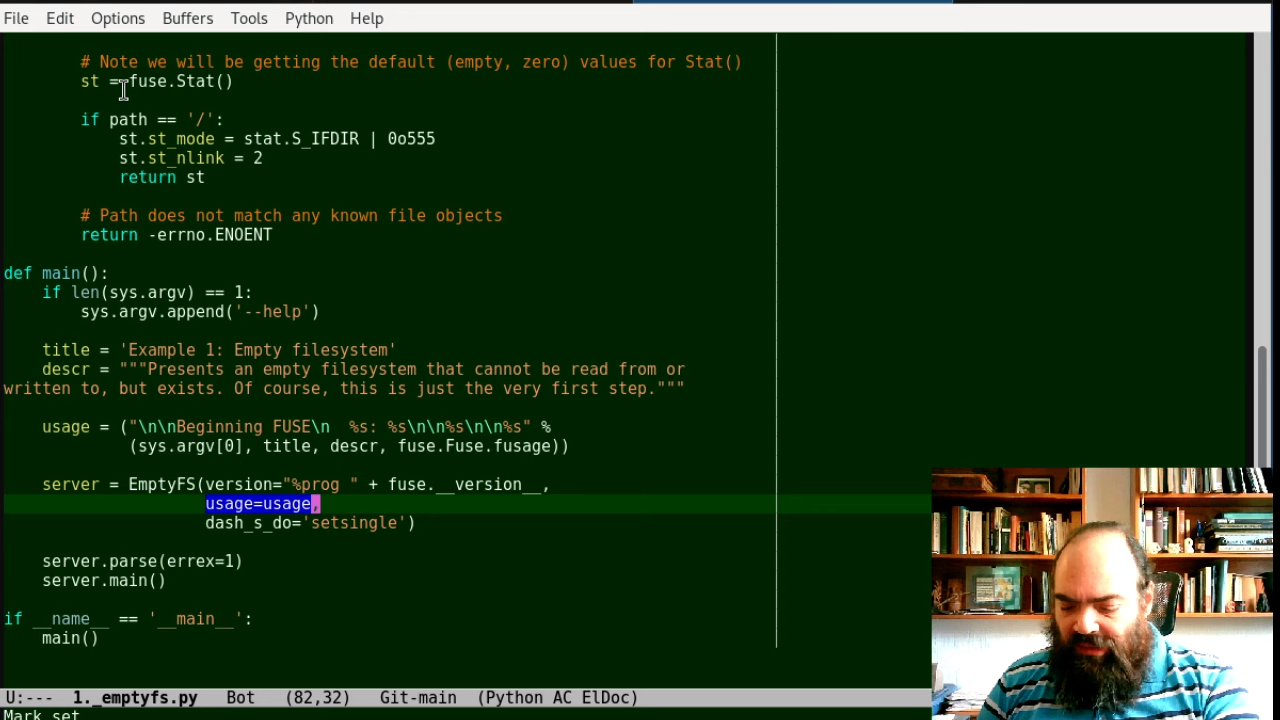 File Edit Options Buffers Tools Python Help
# Note we will be getting the default (empty, zero) values for Stat()
st = fuse.Stat()
if path == '/':
st.st_mode = stat.S_IFDIR | 0o555
st.st_nlink = 2
return st
# Path does not match any known file objects
return -errno.ENOENT
def main():
if len(sys.argv) == 1:
sys.argv.append('--help')
title = 'Example 1: Empty filesystem'
descr = """Presents an empty filesystem that cannot be read from or
written to, but exists. Of course, this is just the very first step."""
usage = ("\n\nBeginning FUSE\n  %s: %s\n\n%s\n\n%s" %
(sys.argv[0], title, descr, fuse.Fuse.fusage))
server = EmptyFS(version="%prog " + fuse.__version__,
usage=usage,
dash_s_do='setsingle')
server.parse(errex=1)
server.main()
if __name__ == '__main__':
main()
U:--- 1._emptyfs.py Bot (82,32) Git-main (Python AC ElDoc)
Mark set